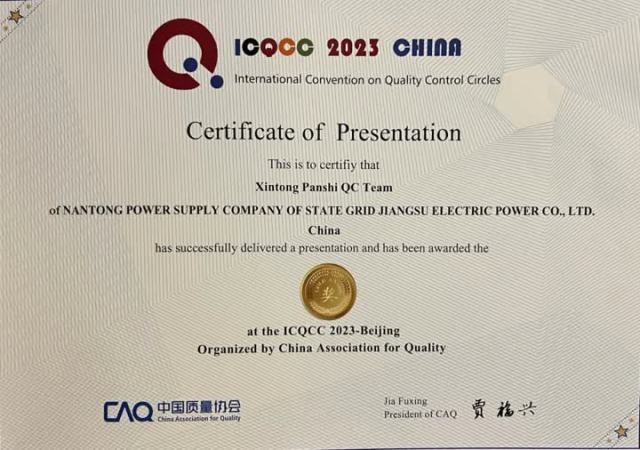 ICQCC 2023 CHINA
International Convention on Quality Control Circles
Certificate of Presentation
This is to certifiy that
Xintong Panshi QC Team
of NANTONG POWER SUPPLY COMPANY OF STATE GRID JIANGSU ELECTRIC POWER CO., LTD.
China
has successfully delivered a presentation and has been awarded the
奖
at the ICQCC 2023-Beijing
Organized by China Association for Quality
CAQ 中国质量协会
China Association for Quality
Jia Fuxing
President of CAQ
贾福兴